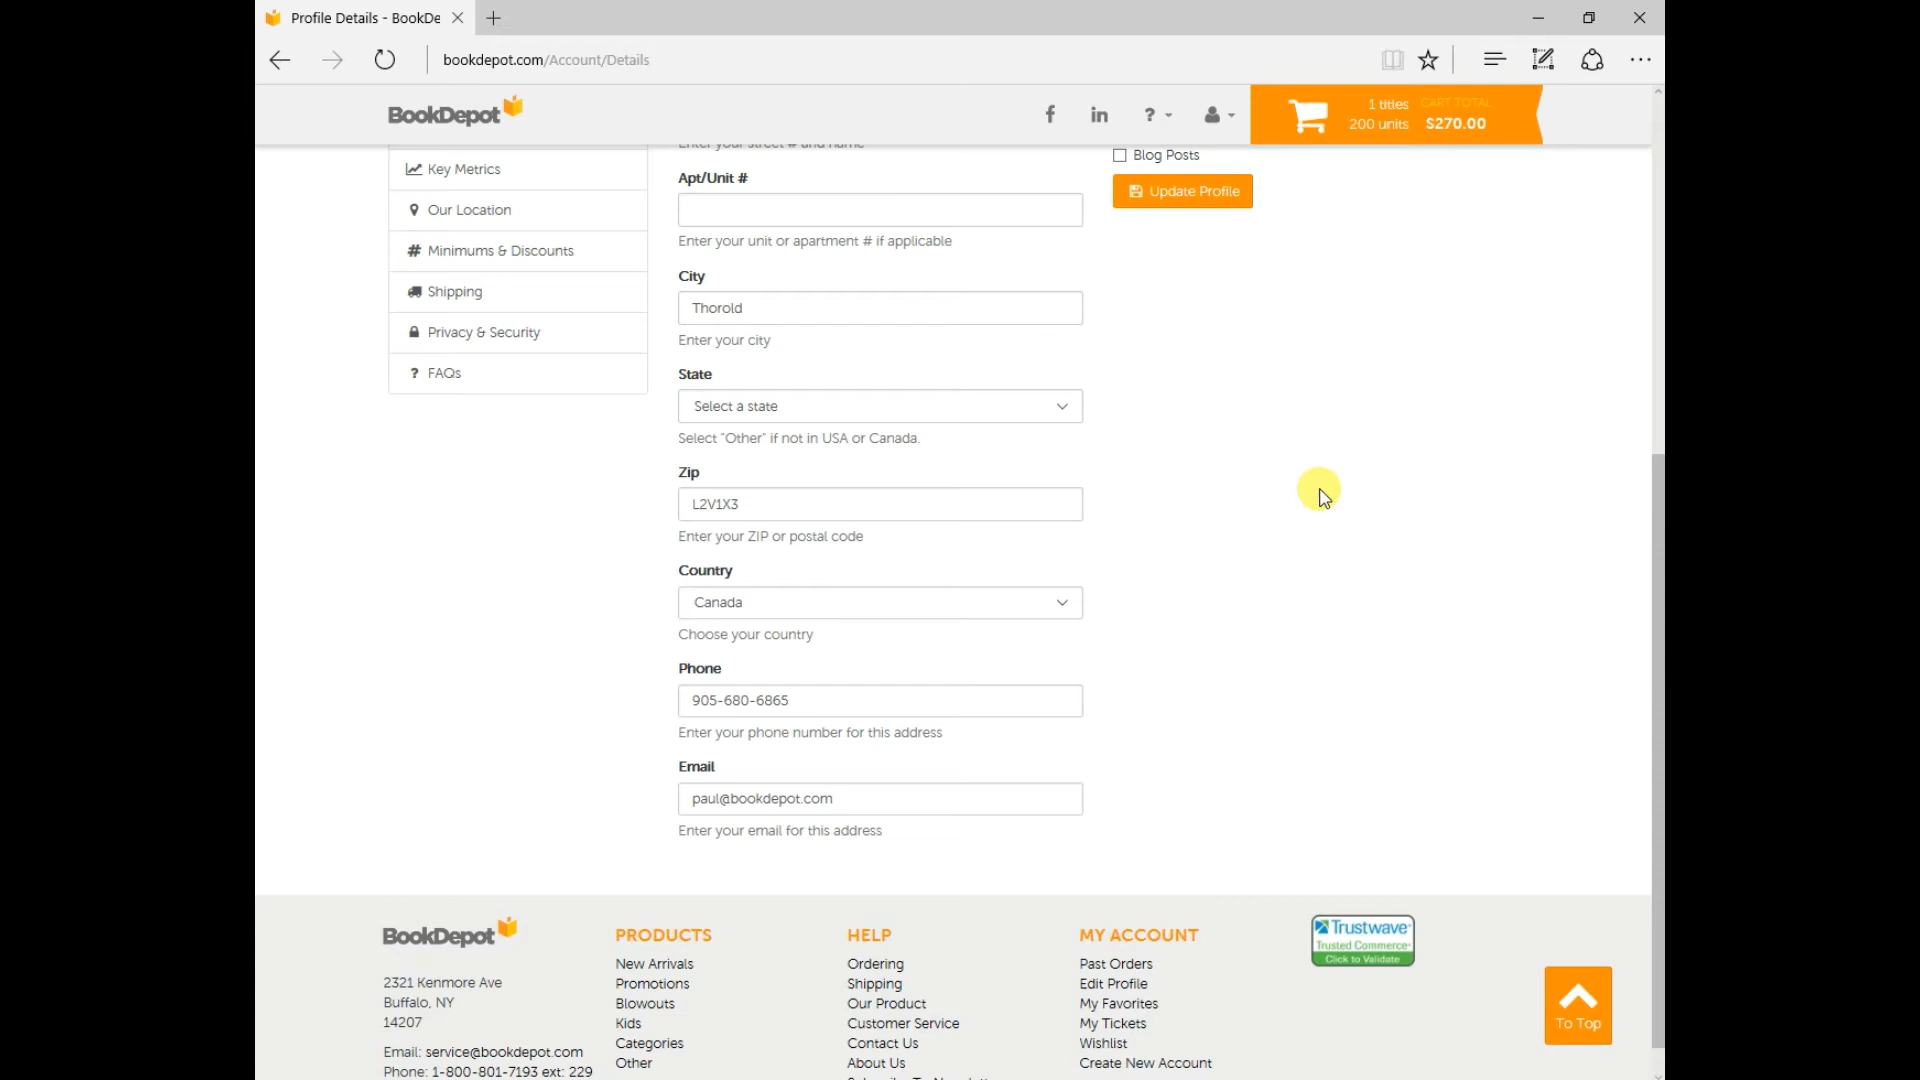 Profile Details - BookDe
bookdepot.com/Account/Details
BookDepot
?
1 titles CART TOTAL
200 units $270.00
Key Metrics
Our Location
# Minimums & Discounts
Shipping
Privacy & Security
? FAQs
Enter your street # and name
Apt/Unit #
Enter your unit or apartment # if applicable
City
Thorold
Enter your city
State
Select a state
Select "Other" if not in USA or Canada.
Zip
L2V1X3
Enter your ZIP or postal code
Country
Canada
Choose your country
Phone
905-680-6865
Enter your phone number for this address
Email
paul@bookdepot.com
Enter your email for this address
Blog Posts
Update Profile
BookDepot
2321 Kenmore Ave
Buffalo, NY
14207
Email: service@bookdepot.com
Phone: 1-800-801-7193 ext: 229
PRODUCTS
New Arrivals
Promotions
Blowouts
Kids
Categories
Other
HELP
Ordering
Shipping
Our Product
Customer Service
Contact Us
About Us
MY ACCOUNT
Past Orders
Edit Profile
My Favorites
My Tickets
Wishlist
Create New Account
Trustwave
Trusted Commerce
Click to Validate
To Top